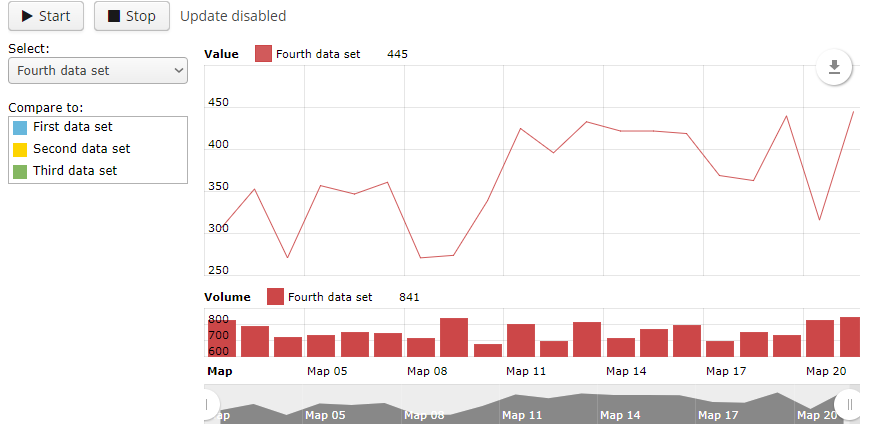 Start
Stop
Update disabled
Select:
Fourth data set
Compare to:
First data set
Second data set
Third data set
Value Fourth data set 445
450
400
350
300
250
Volume Fourth data set 841
800
700
600
Map Map 05 Map 08 Map 11 Map 14 Map 17 Map 20
Map 05 Map 08 Map 11 Map 14 Map 17 Map 20